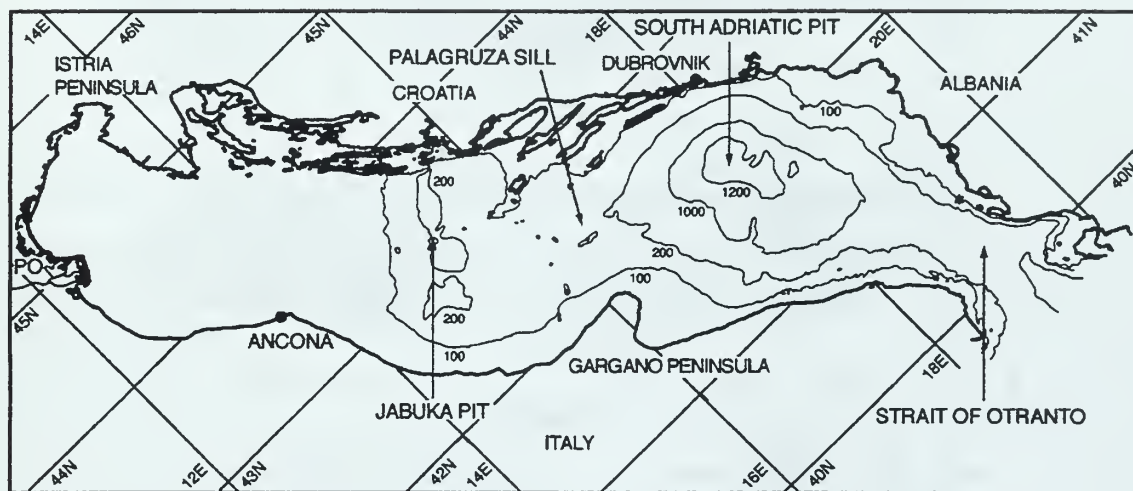 14E
46N
45N
44N
18E
SOUTH ADRIATIC PIT
20E
41N
ISTRIA
PENINSULA
PALAGRUZA SILL
DUBROVNIK
CROATIA
ALBANIA
100
200
1200
1000
40N
200
PO
100
200
45N
ANCONA
100
GARGANO PENINSULA
18E
JABUKA PIT
STRAIT OF OTRANTO
ITALY
44N
12E
43N
42N
14E
16E
40N